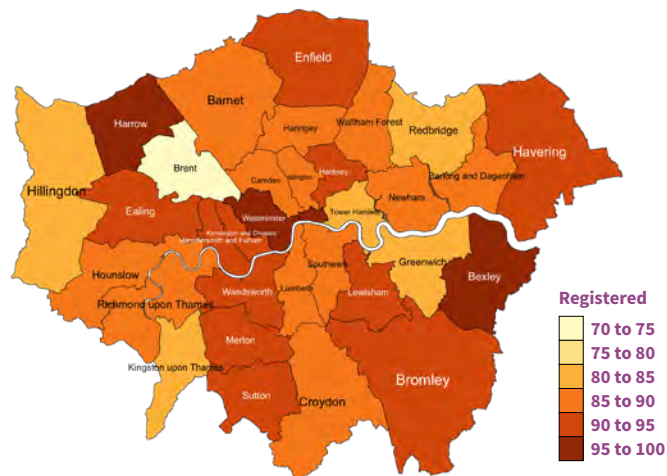 Enfield
Barnet
Harrow
Haringey
Waltham Forest
Redbridge
Havering
Brent
Hillingdon
Camden
Islington
Hackney
Barking and Dagenham
Newham
Ealing
Westminster
Tower Hamlets
Kensington and Chelsea
Hammersmith and Fulham
Hounslow
Southwark
Greenwich
Bexley
Richmond upon Thames
Wandsworth
Lambeth
Lewisham
Merton
Kingston upon Thames
Bromley
Sutton
Croydon
Registered
70 to 75
75 to 80
80 to 85
85 to 90
90 to 95
95 to 100